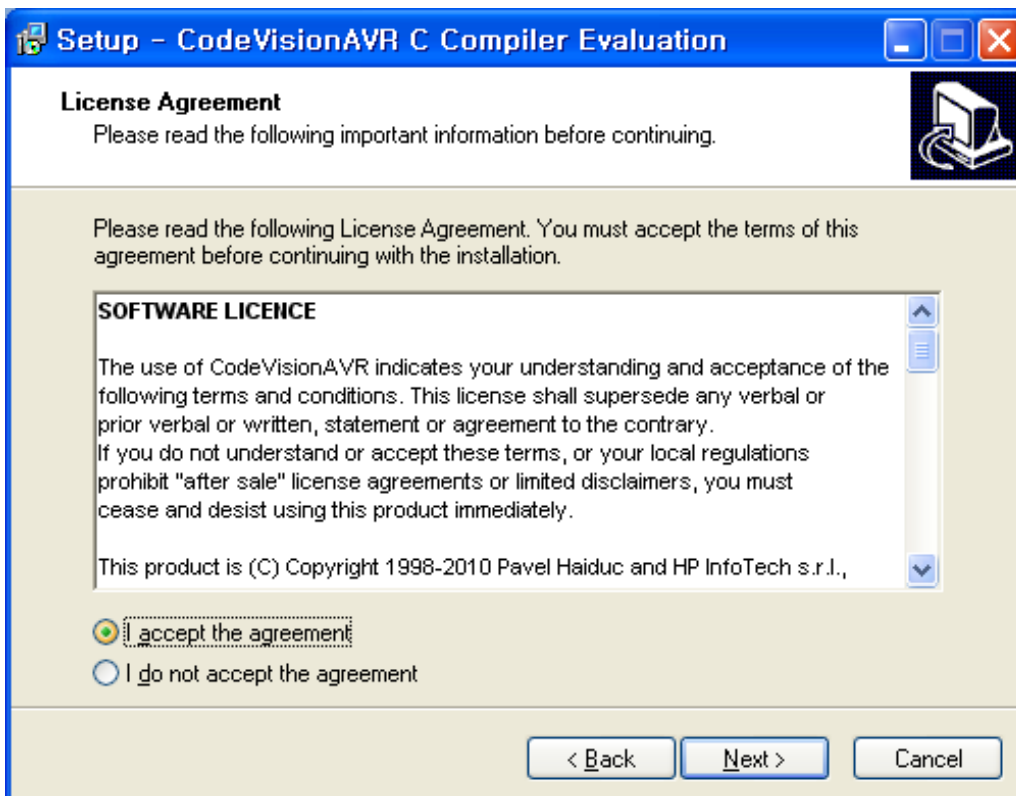 Setup - CodeVisionAVR C Compiler Evaluation
License Agreement
Please read the following important information before continuing.
Please read the following License Agreement. You must accept the terms of this
agreement before continuing with the installation.
SOFTWARE LICENCE
The use of CodeVisionAVR indicates your understanding and acceptance of the
following terms and conditions. This license shall supersede any verbal or
prior verbal or written, statement or agreement to the contrary.
If you do not understand or accept these terms, or your local regulations
prohibit "after sale" license agreements or limited disclaimers, you must
cease and desist using this product immediately.
This product is (C) Copyright 1998-2010 Pavel Haiduc and HP InfoTech s.r.l.,
I accept the agreement
I do not accept the agreement
< Back
Next >
Cancel